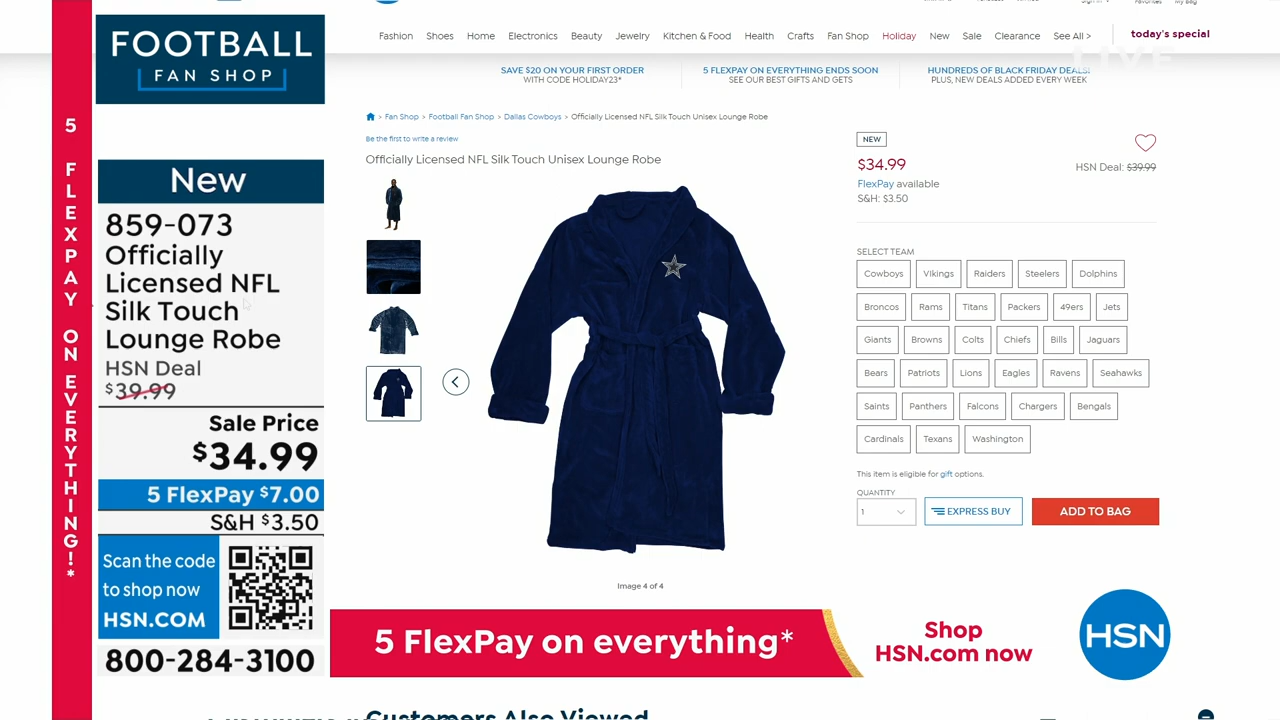 FOOTBALL
FAN SHOP
5 FLEXPAY ON EVERYTHING!*
New
859-073
Officially
Licensed NFL
Silk Touch
Lounge Robe
HSN Deal
$39.99
Sale Price
$34.99
5 FlexPay $7.00
S&H $3.50
Scan the code
to shop now
HSN.COM
800-284-3100
My Bag
Fashion Shoes Home Electronics Beauty Jewelry Kitchen & Food Health Crafts Fan Shop Holiday New Sale Clearance See All > today's special
LIVE
SAVE $20 ON YOUR FIRST ORDER
WITH CODE HOLIDAY23*
5 FLEXPAY ON EVERYTHING ENDS SOON
SEE OUR BEST GIFTS AND GETS
HUNDREDS OF BLACK FRIDAY DEALS!
PLUS, NEW DEALS ADDED EVERY WEEK
> Fan Shop > Football Fan Shop > Dallas Cowboys > Officially Licensed NFL Silk Touch Unisex Lounge Robe
Be the first to write a review
Officially Licensed NFL Silk Touch Unisex Lounge Robe
Image 4 of 4
NEW
$34.99
HSN Deal: $39.99
FlexPay available
S&H: $3.50
SELECT TEAM
Cowboys Vikings Raiders Steelers Dolphins
Broncos Rams Titans Packers 49ers Jets
Giants Browns Colts Chiefs Bills Jaguars
Bears Patriots Lions Eagles Ravens Seahawks
Saints Panthers Falcons Chargers Bengals
Cardinals Texans Washington
This item is eligible for gift options.
QUANTITY
1
EXPRESS BUY
ADD TO BAG
5 FlexPay on everything*
Shop
HSN.com now
HSN
Customers Also Viewed